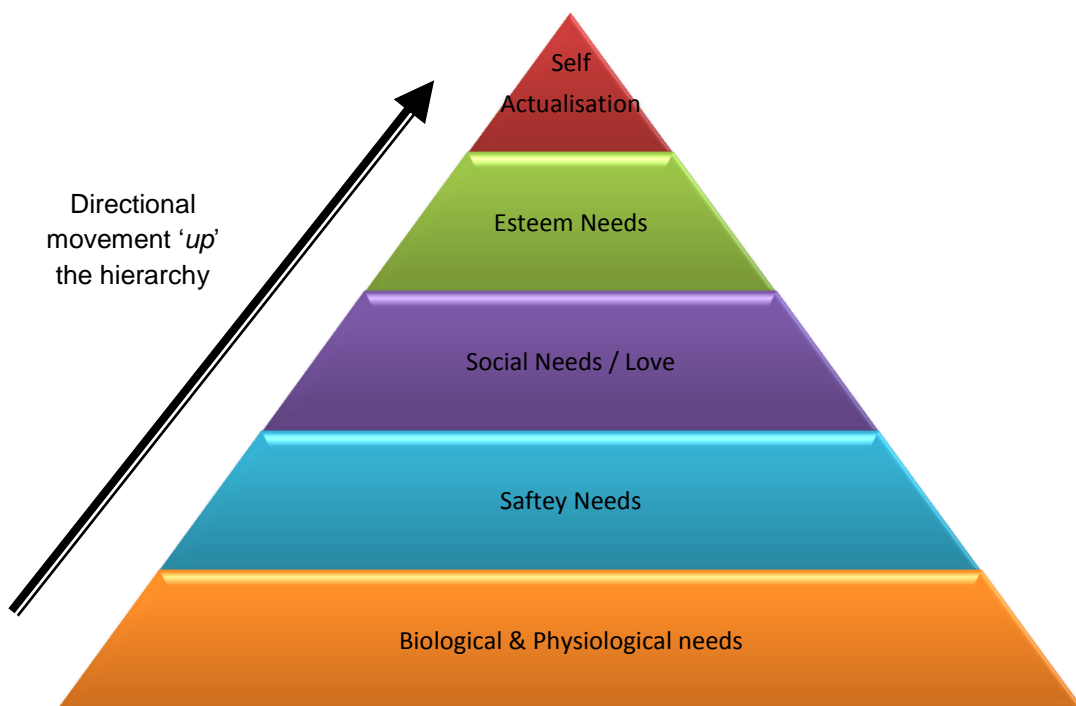 Self
Actualisation
Directional
movement ‘up’
the hierarchy
Esteem Needs
Social Needs / Love
Saftey Needs
Biological & Physiological needs